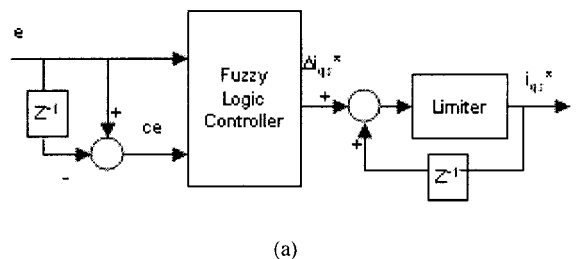 e
Z⁻¹
+
-
ce
Fuzzy
Logic
Controller
Δiqs*
+
+
Limiter
iqs*
Z⁻¹
(a)